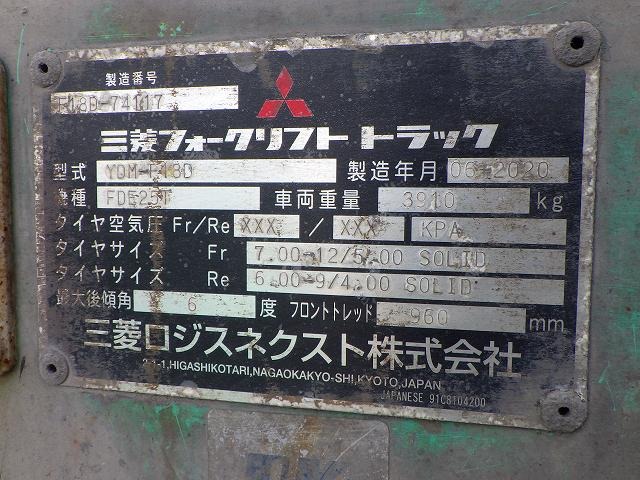 製造番号
F18D-74117
三菱フォークリフト トラック
型式 YDM-F18D 製造年月 06-2020
機種 FDE25T 車両重量 3910 kg
タイヤ空気圧 Fr/Re XXX / XXX KPA
タイヤサイズ Fr 7.00-12/5.00 SOLID
タイヤサイズ Re 6.00-9/4.00 SOLID
最大後傾角 6 度 フロントトレッド 960 mm
三菱ロジスネクスト株式会社
2-1-1,HIGASHIKOTARI,NAGAOKAKYO-SHI,KYOTO,JAPAN
JAPANESE 91C8104200